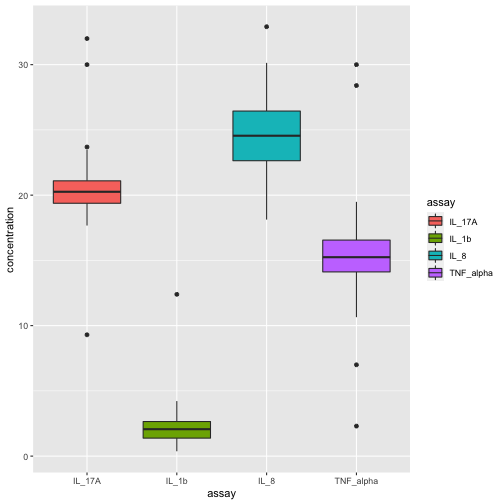 concentration
30
20
10
0
IL_17A IL_1b IL_8 TNF_alpha
assay
assay
IL_17A
IL_1b
IL_8
TNF_alpha